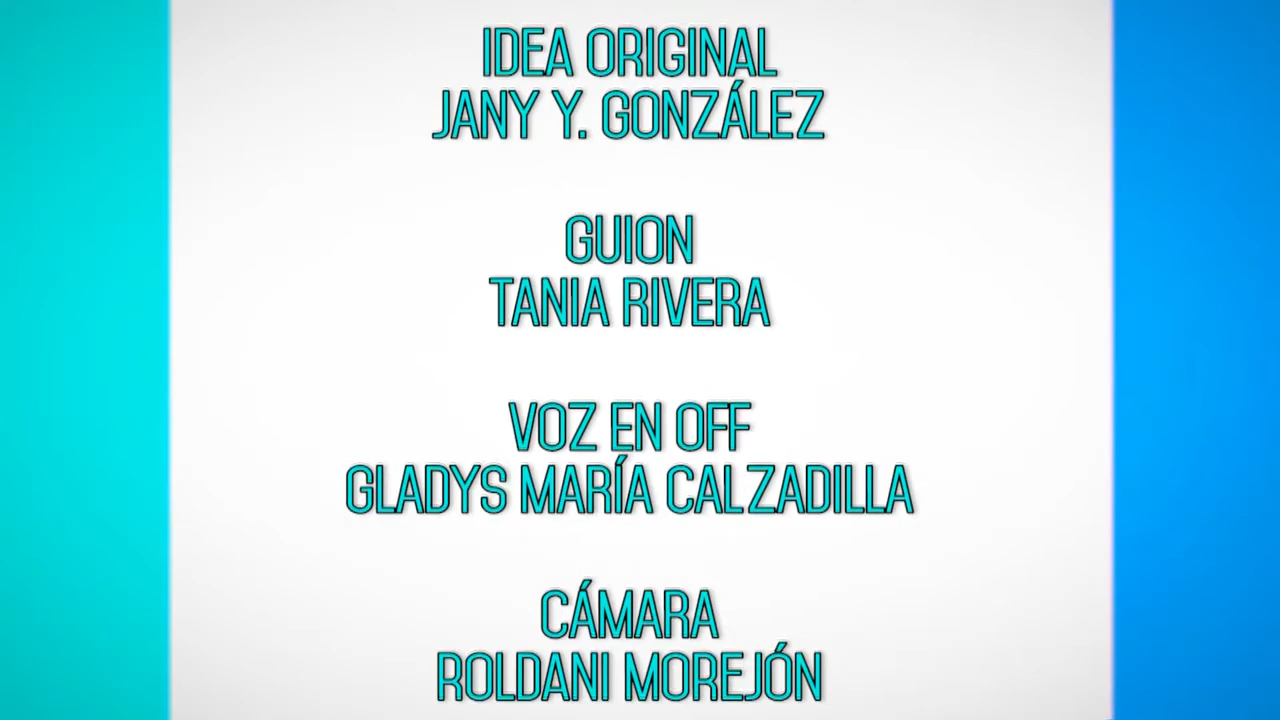 IDEA ORIGINAL
JANY Y. GONZÁLEZ
GUION
TANIA RIVERA
VOZ EN OFF
GLADYS MARÍA CALZADILLA
CÁMARA
ROLDANI MOREJÓN